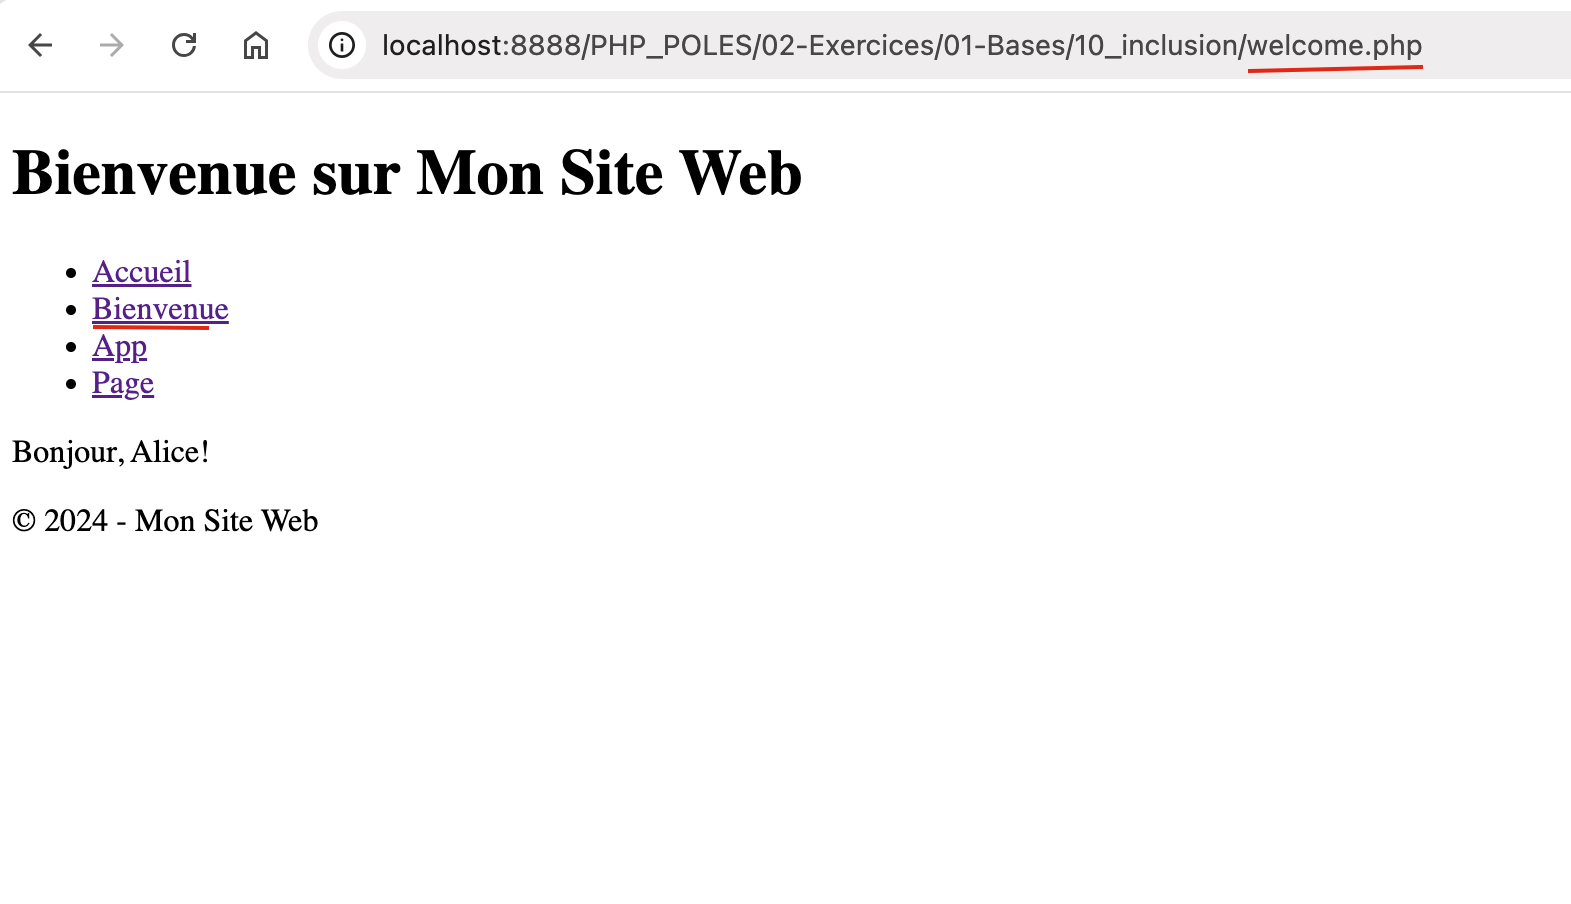 localhost:8888/PHP_POLES/02-Exercices/01-Bases/10_inclusion/welcome.php
Bienvenue sur Mon Site Web
Accueil
Bienvenue
App
Page
Bonjour, Alice!
© 2024 - Mon Site Web